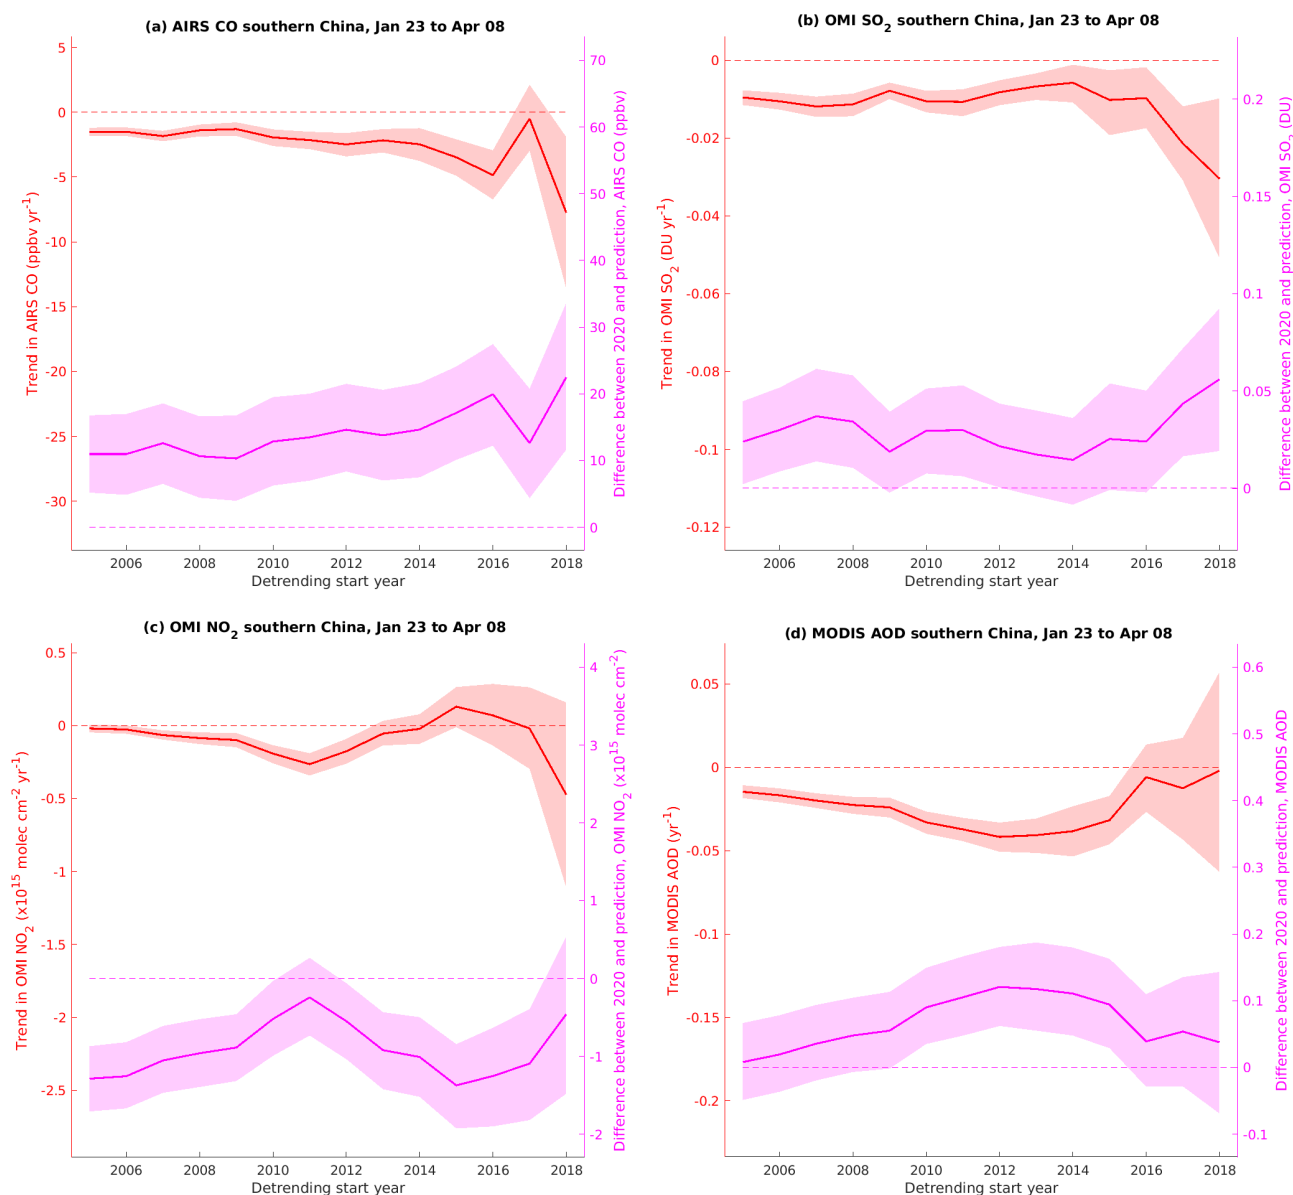 (a) AIRS CO southern China, Jan 23 to Apr 08
5
0
-5
-10
-15
-20
-25
-30
Trend in AIRS CO (ppbv yr-1)
70
60
50
40
30
20
10
0
Difference between 2020 and prediction, AIRS CO (ppbv)
2006 2008 2010 2012 2014 2016 2018
Detrending start year
(b) OMI SO2 southern China, Jan 23 to Apr 08
0
-0.02
-0.04
-0.06
-0.08
-0.1
-0.12
Trend in OMI SO2 (DU yr-1)
0.2
0.15
0.1
0.05
0
Difference between 2020 and prediction, OMI SO2 (DU)
2006 2008 2010 2012 2014 2016 2018
Detrending start year
(c) OMI NO2 southern China, Jan 23 to Apr 08
0.5
0
-0.5
-1
-1.5
-2
-2.5
Trend in OMI NO2 (x1015 molec cm-2 yr-1)
4
3
2
1
0
-1
-2
Difference between 2020 and prediction, OMI NO2 (x1015 molec cm-2)
2006 2008 2010 2012 2014 2016 2018
Detrending start year
(d) MODIS AOD southern China, Jan 23 to Apr 08
0.05
0
-0.05
-0.1
-0.15
-0.2
Trend in MODIS AOD (yr-1)
0.6
0.5
0.4
0.3
0.2
0.1
0
-0.1
Difference between 2020 and prediction, MODIS AOD
2006 2008 2010 2012 2014 2016 2018
Detrending start year